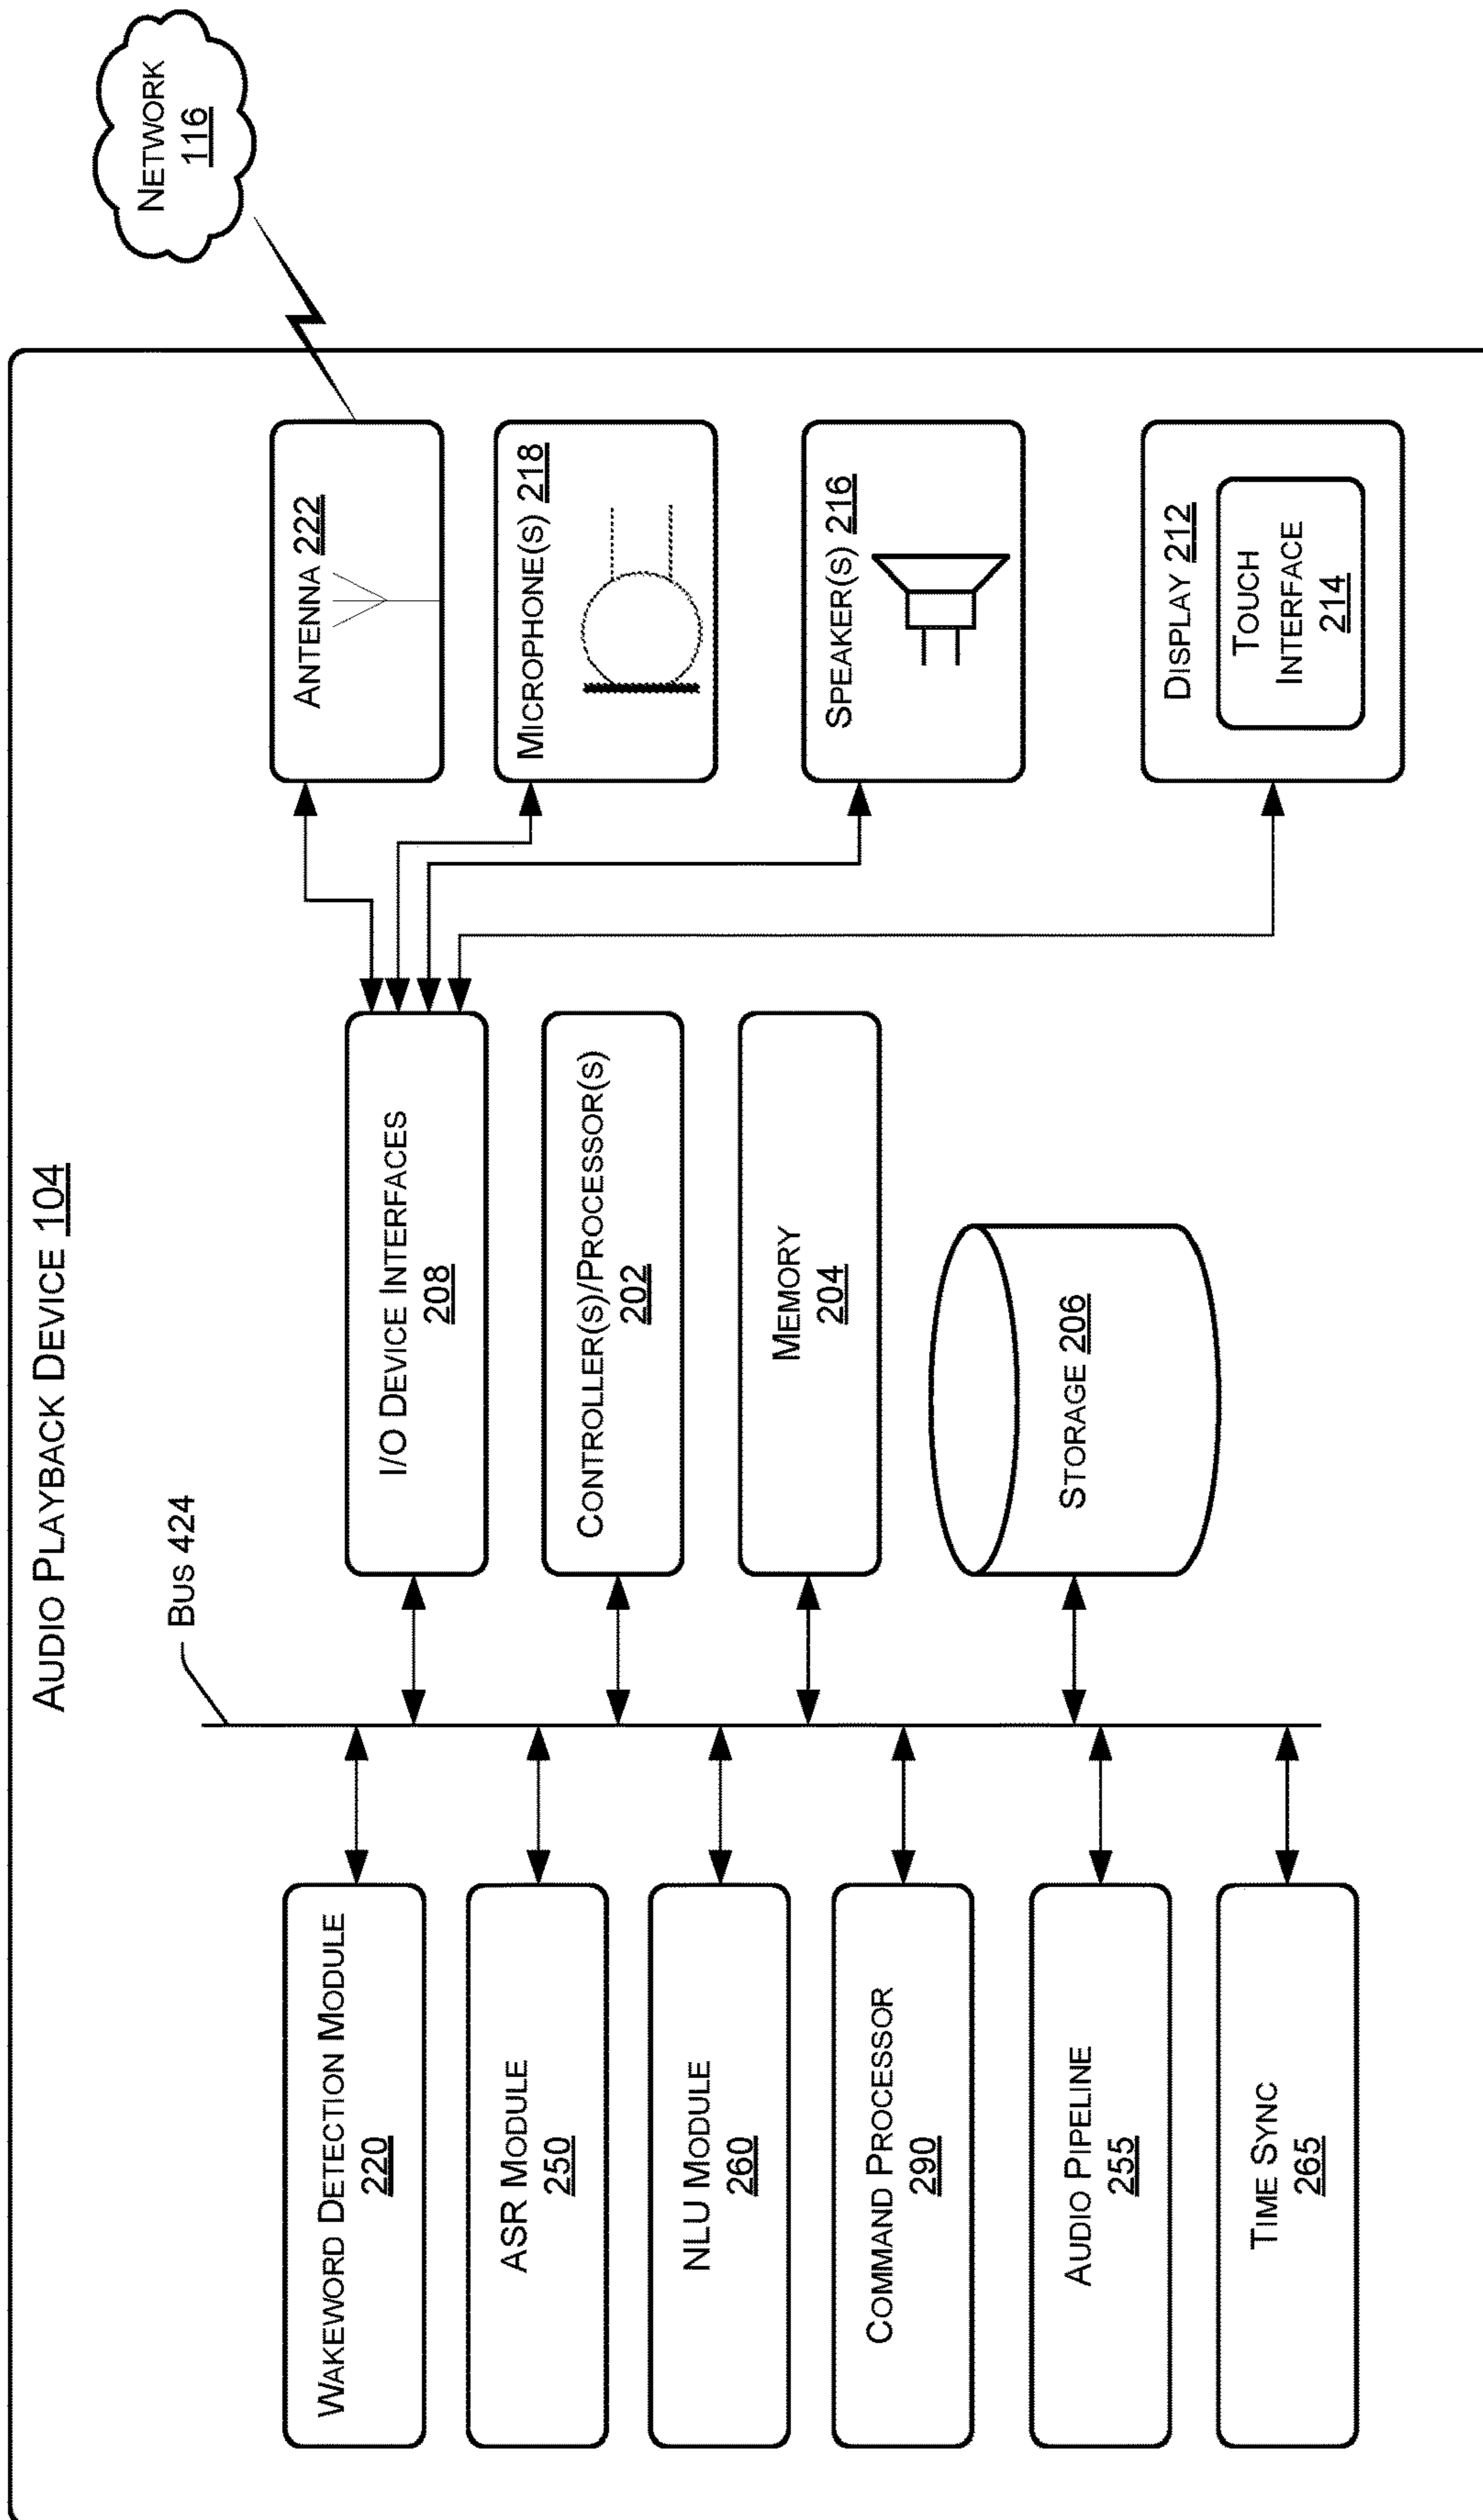 AUDIO PLAYBACK DEVICE 104
BUS 424
WAKEWORD DETECTION MODULE
220
ASR MODULE
250
NLU MODULE
260
COMMAND PROCESSOR
290
AUDIO PIPELINE
255
TIME SYNC
265
I/O DEVICE INTERFACES
208
CONTROLLER(S)/PROCESSOR(S)
202
MEMORY
204
STORAGE 206
ANTENNA 222
MICROPHONE(S) 218
SPEAKER(S) 216
DISPLAY 212
TOUCH
INTERFACE
214
NETWORK
116